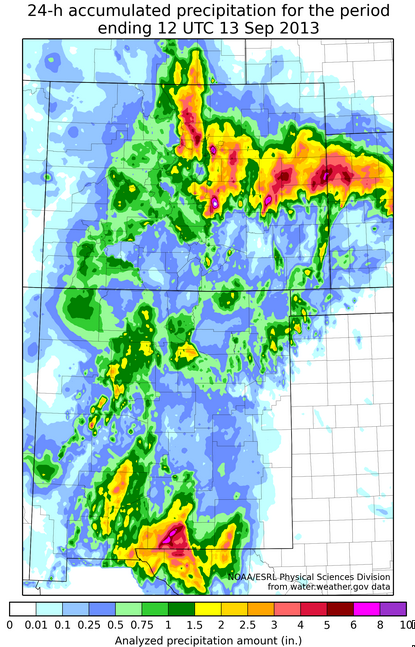 24-h accumulated precipitation for the period
ending 12 UTC 13 Sep 2013
NOAA/ESRL Physical Sciences Division
from water.weather.gov data
0 0.01 0.1 0.25 0.5 0.75 1 1.5 2 2.5 3 4 5 6 8 10
Analyzed precipitation amount (in.)